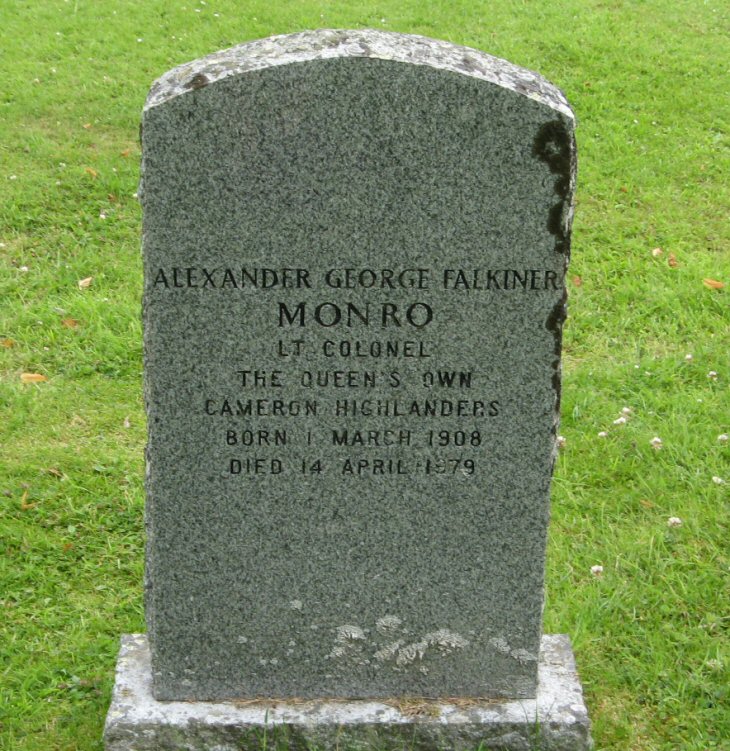 ALEXANDER GEORGE FALKINER
MONRO
LT COLONEL
THE QUEEN'S OWN
CAMERON HIGHLANDERS
BORN 1 MARCH 1908
DIED 14 APRIL 1979